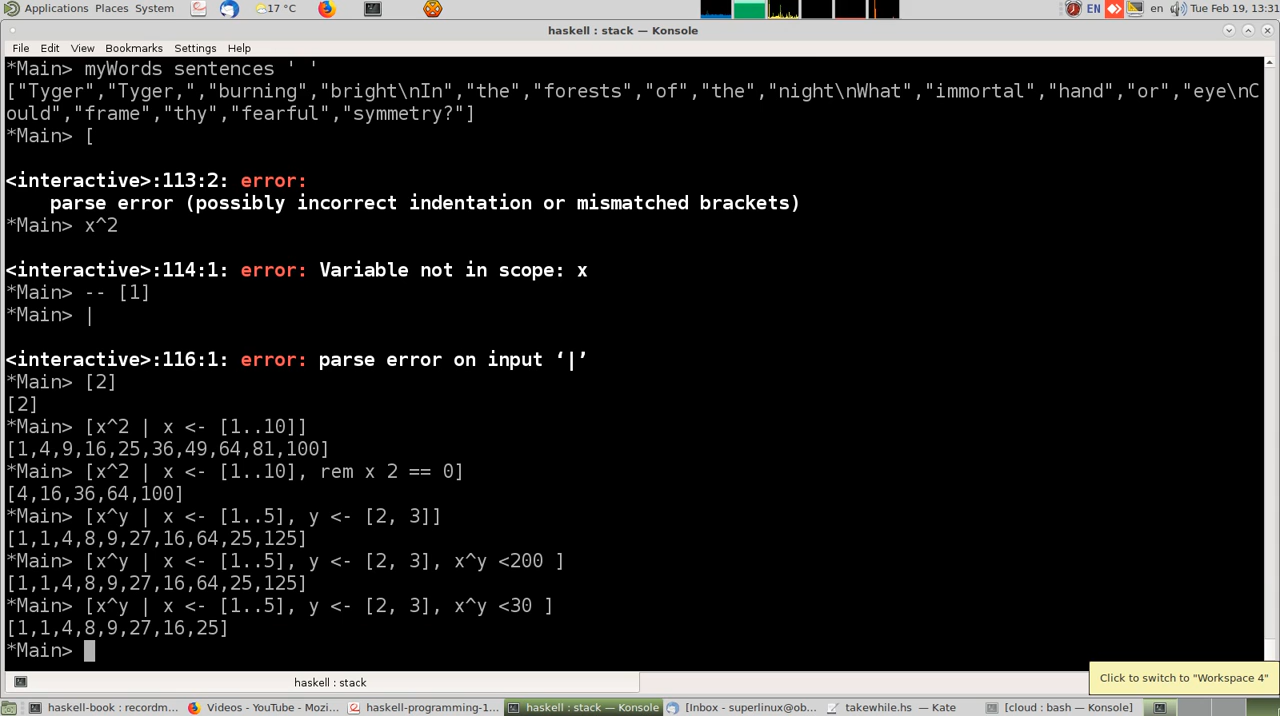 Applications Places System 17 °C EN en Tue Feb 19, 13:31
haskell : stack — Konsole
File Edit View Bookmarks Settings Help
*Main> myWords sentences ' '
["Tyger","Tyger,","burning","bright\nIn","the","forests","of","the","night\nWhat","immortal","hand","or","eye\nC
ould","frame","thy","fearful","symmetry?"]
*Main> [
<interactive>:113:2: error:
parse error (possibly incorrect indentation or mismatched brackets)
*Main> x^2
<interactive>:114:1: error: Variable not in scope: x
*Main> -- [1]
*Main> |
<interactive>:116:1: error: parse error on input ‘|’
*Main> [2]
[2]
*Main> [x^2 | x <- [1..10]]
[1,4,9,16,25,36,49,64,81,100]
*Main> [x^2 | x <- [1..10], rem x 2 == 0]
[4,16,36,64,100]
*Main> [x^y | x <- [1..5], y <- [2, 3]]
[1,1,4,8,9,27,16,64,25,125]
*Main> [x^y | x <- [1..5], y <- [2, 3], x^y <200 ]
[1,1,4,8,9,27,16,64,25,125]
*Main> [x^y | x <- [1..5], y <- [2, 3], x^y <30 ]
[1,1,4,8,9,27,16,25]
*Main>
Click to switch to "Workspace 4"
haskell : stack
haskell-book : recordm... Videos - YouTube - Mozi... haskell-programming-1... haskell : stack — Konsole [Inbox - superlinux@ob... takewhile.hs — Kate [cloud : bash — Konsole]